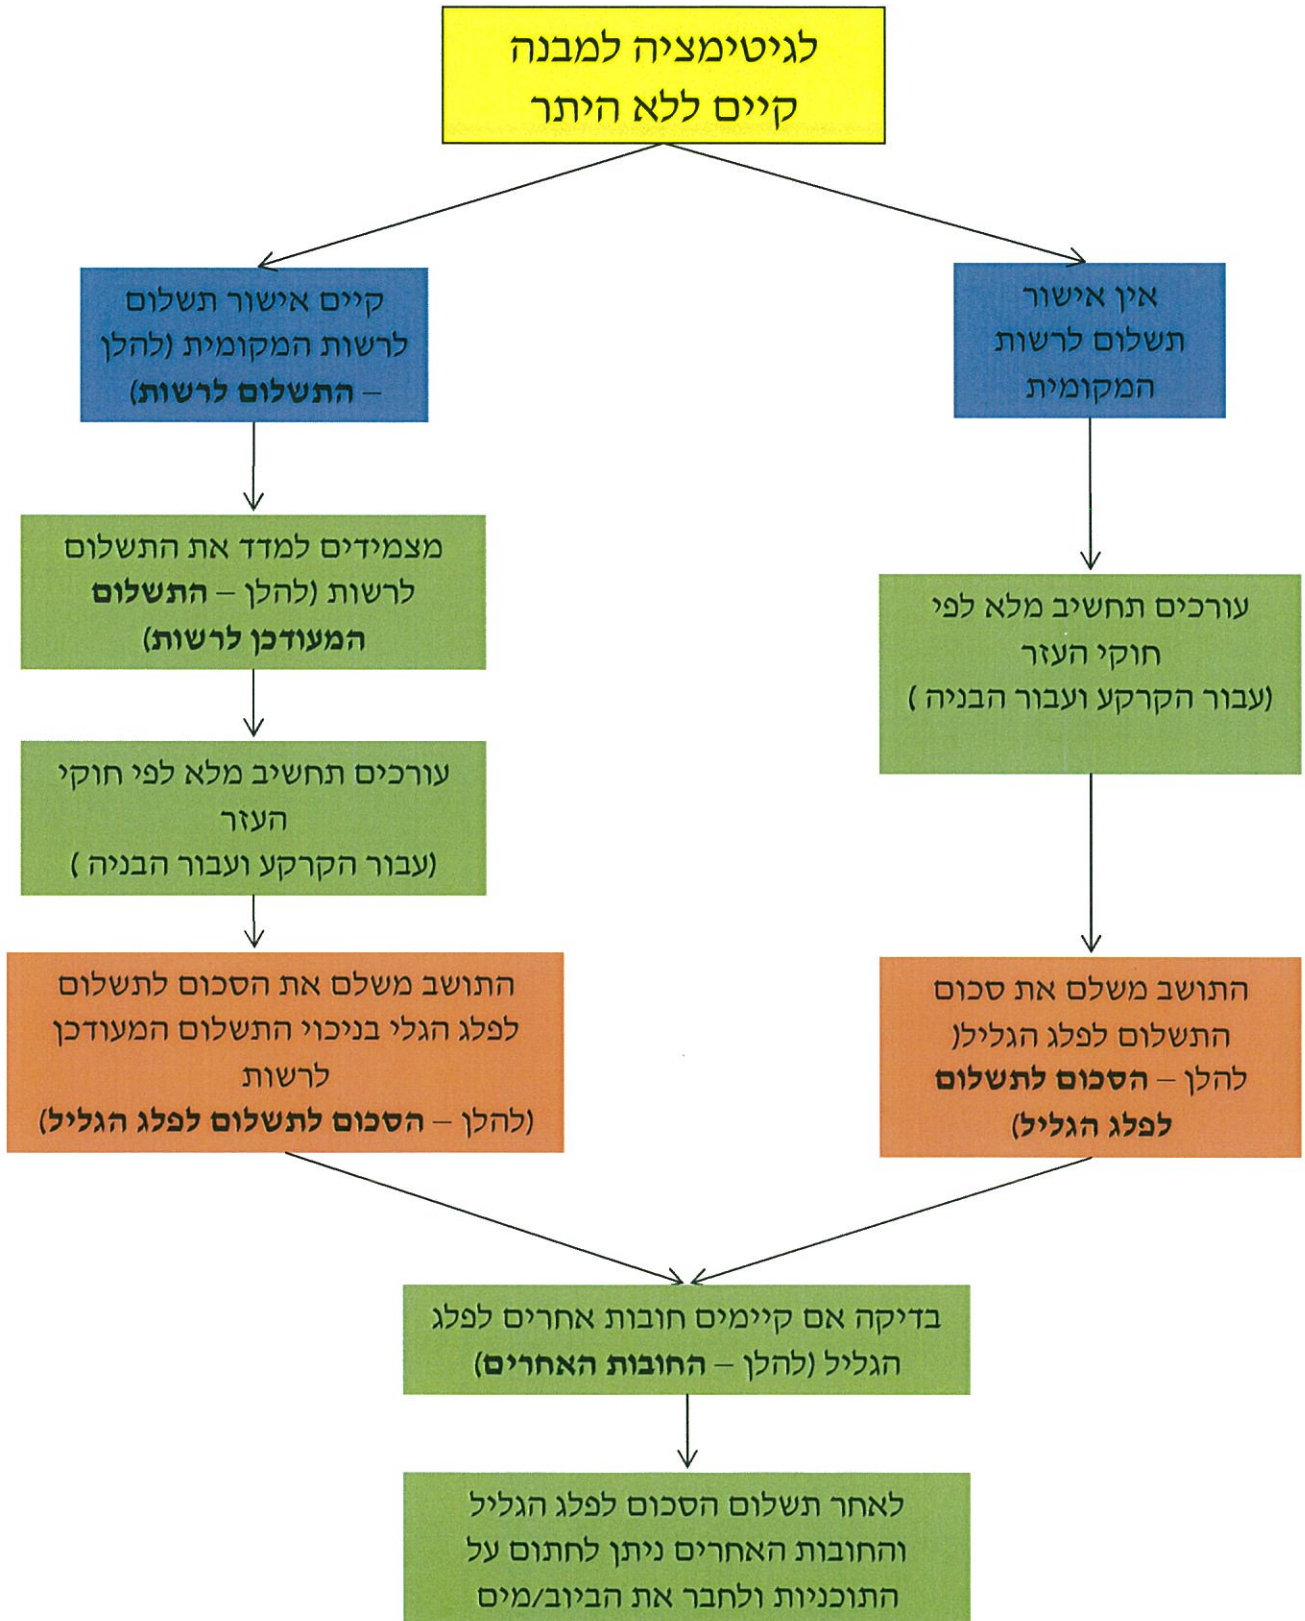 לגיטימציה למבנה
קיים ללא היתר
אין אישור
תשלום לרשות
המקומית
עורכים תחשיב מלא לפי
חוקי העזר
(עבור הקרקע ועבור הבניה )
התושב משלם את סכום
התשלום לפלג הגליל(
להלן – הסכום לתשלום
לפלג הגליל)
קיים אישור תשלום
לרשות המקומית (להלן
– התשלום לרשות)
מצמידים למדד את התשלום
לרשות (להלן – התשלום
המעודכן לרשות)
עורכים תחשיב מלא לפי חוקי
העזר
(עבור הקרקע ועבור הבניה )
התושב משלם את הסכום לתשלום
לפלג הגלי בניכוי התשלום המעודכן
לרשות
(להלן – הסכום לתשלום לפלג הגליל)
בדיקה אם קיימים חובות אחרים לפלג
הגליל (להלן – החובות האחרים)
לאחר תשלום הסכום לפלג הגליל
והחובות האחרים ניתן לחתום על
התוכניות ולחבר את הביוב/מים